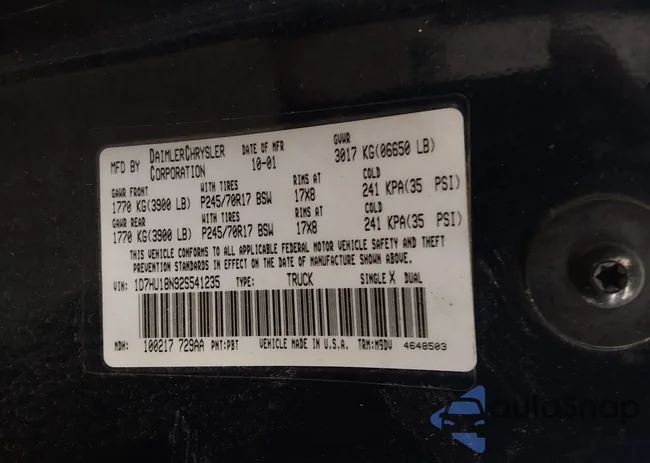 MFD BY DAIMLERCHRYSLER CORPORATION DATE OF MFR 10-01 GVWR 3017 KG(06650 LB)
GAWR FRONT WITH TIRES RIMS AT COLD
1770 KG(3900 LB) P245/70R17 BSW 17X8 241 KPA(35 PSI)
GAWR REAR WITH TIRES RIMS AT COLD
1770 KG(3900 LB) P245/70R17 BSW 17X8 241 KPA(35 PSI)
THIS VEHICLE CONFORMS TO ALL APPLICABLE FEDERAL MOTOR VEHICLE SAFETY AND THEFT
PREVENTION STANDARDS IN EFFECT ON THE DATE OF MANUFACTURE SHOWN ABOVE.
VIN: 1D7HU18N92S541235 TYPE: TRUCK SINGLE X DUAL
MDH: 100217 729AA PNT:PBT VEHICLE MADE IN U.S.A. TRM:M9DV 4648503
autoSnap